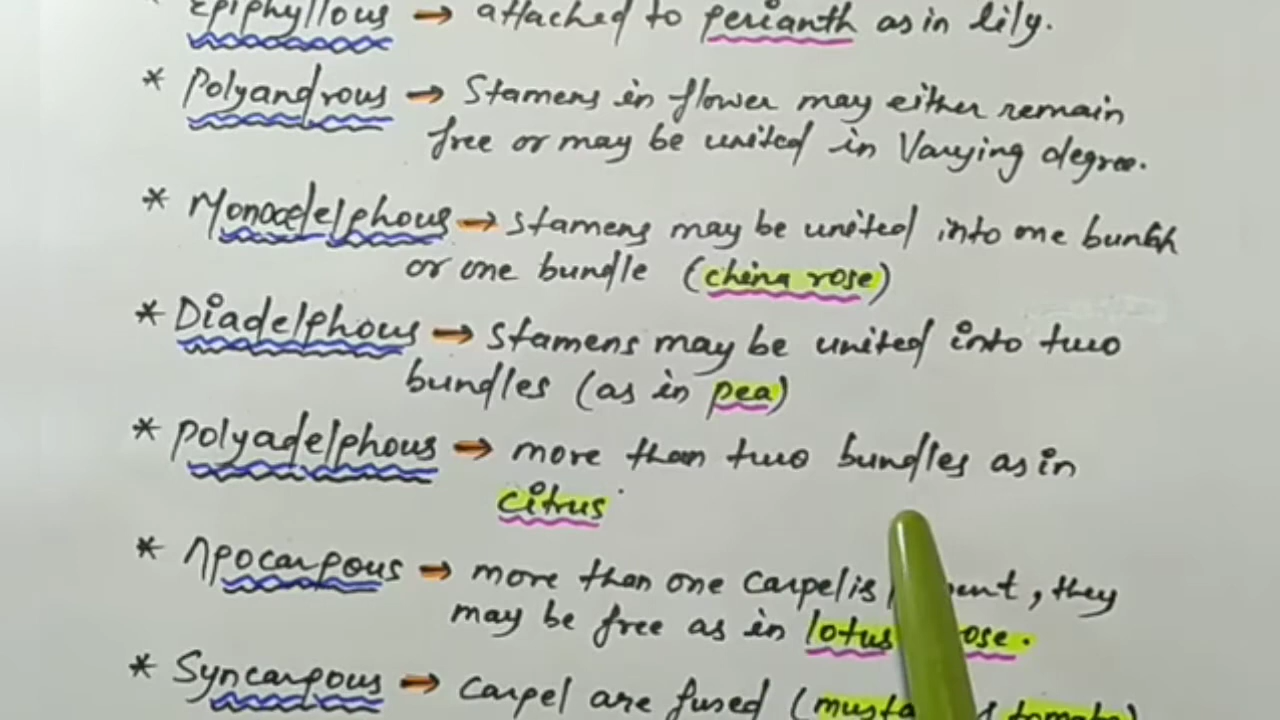 Epiphyllous → attached to perianth as in lily.
* Polyandrous → Stamens in flower may either remain
free or may be united in Varying degree.
* Monoadelphous → stamens may be united into one bunch
or one bundle (china rose)
* Diadelphous → stamens may be united into two
bundles (as in pea)
* Polyadelphous → more than two bundles as in
citrus
* Apocarpous → more than one carpel is, they
may be free as in lotus
* Syncarpous → Carpel are fused (